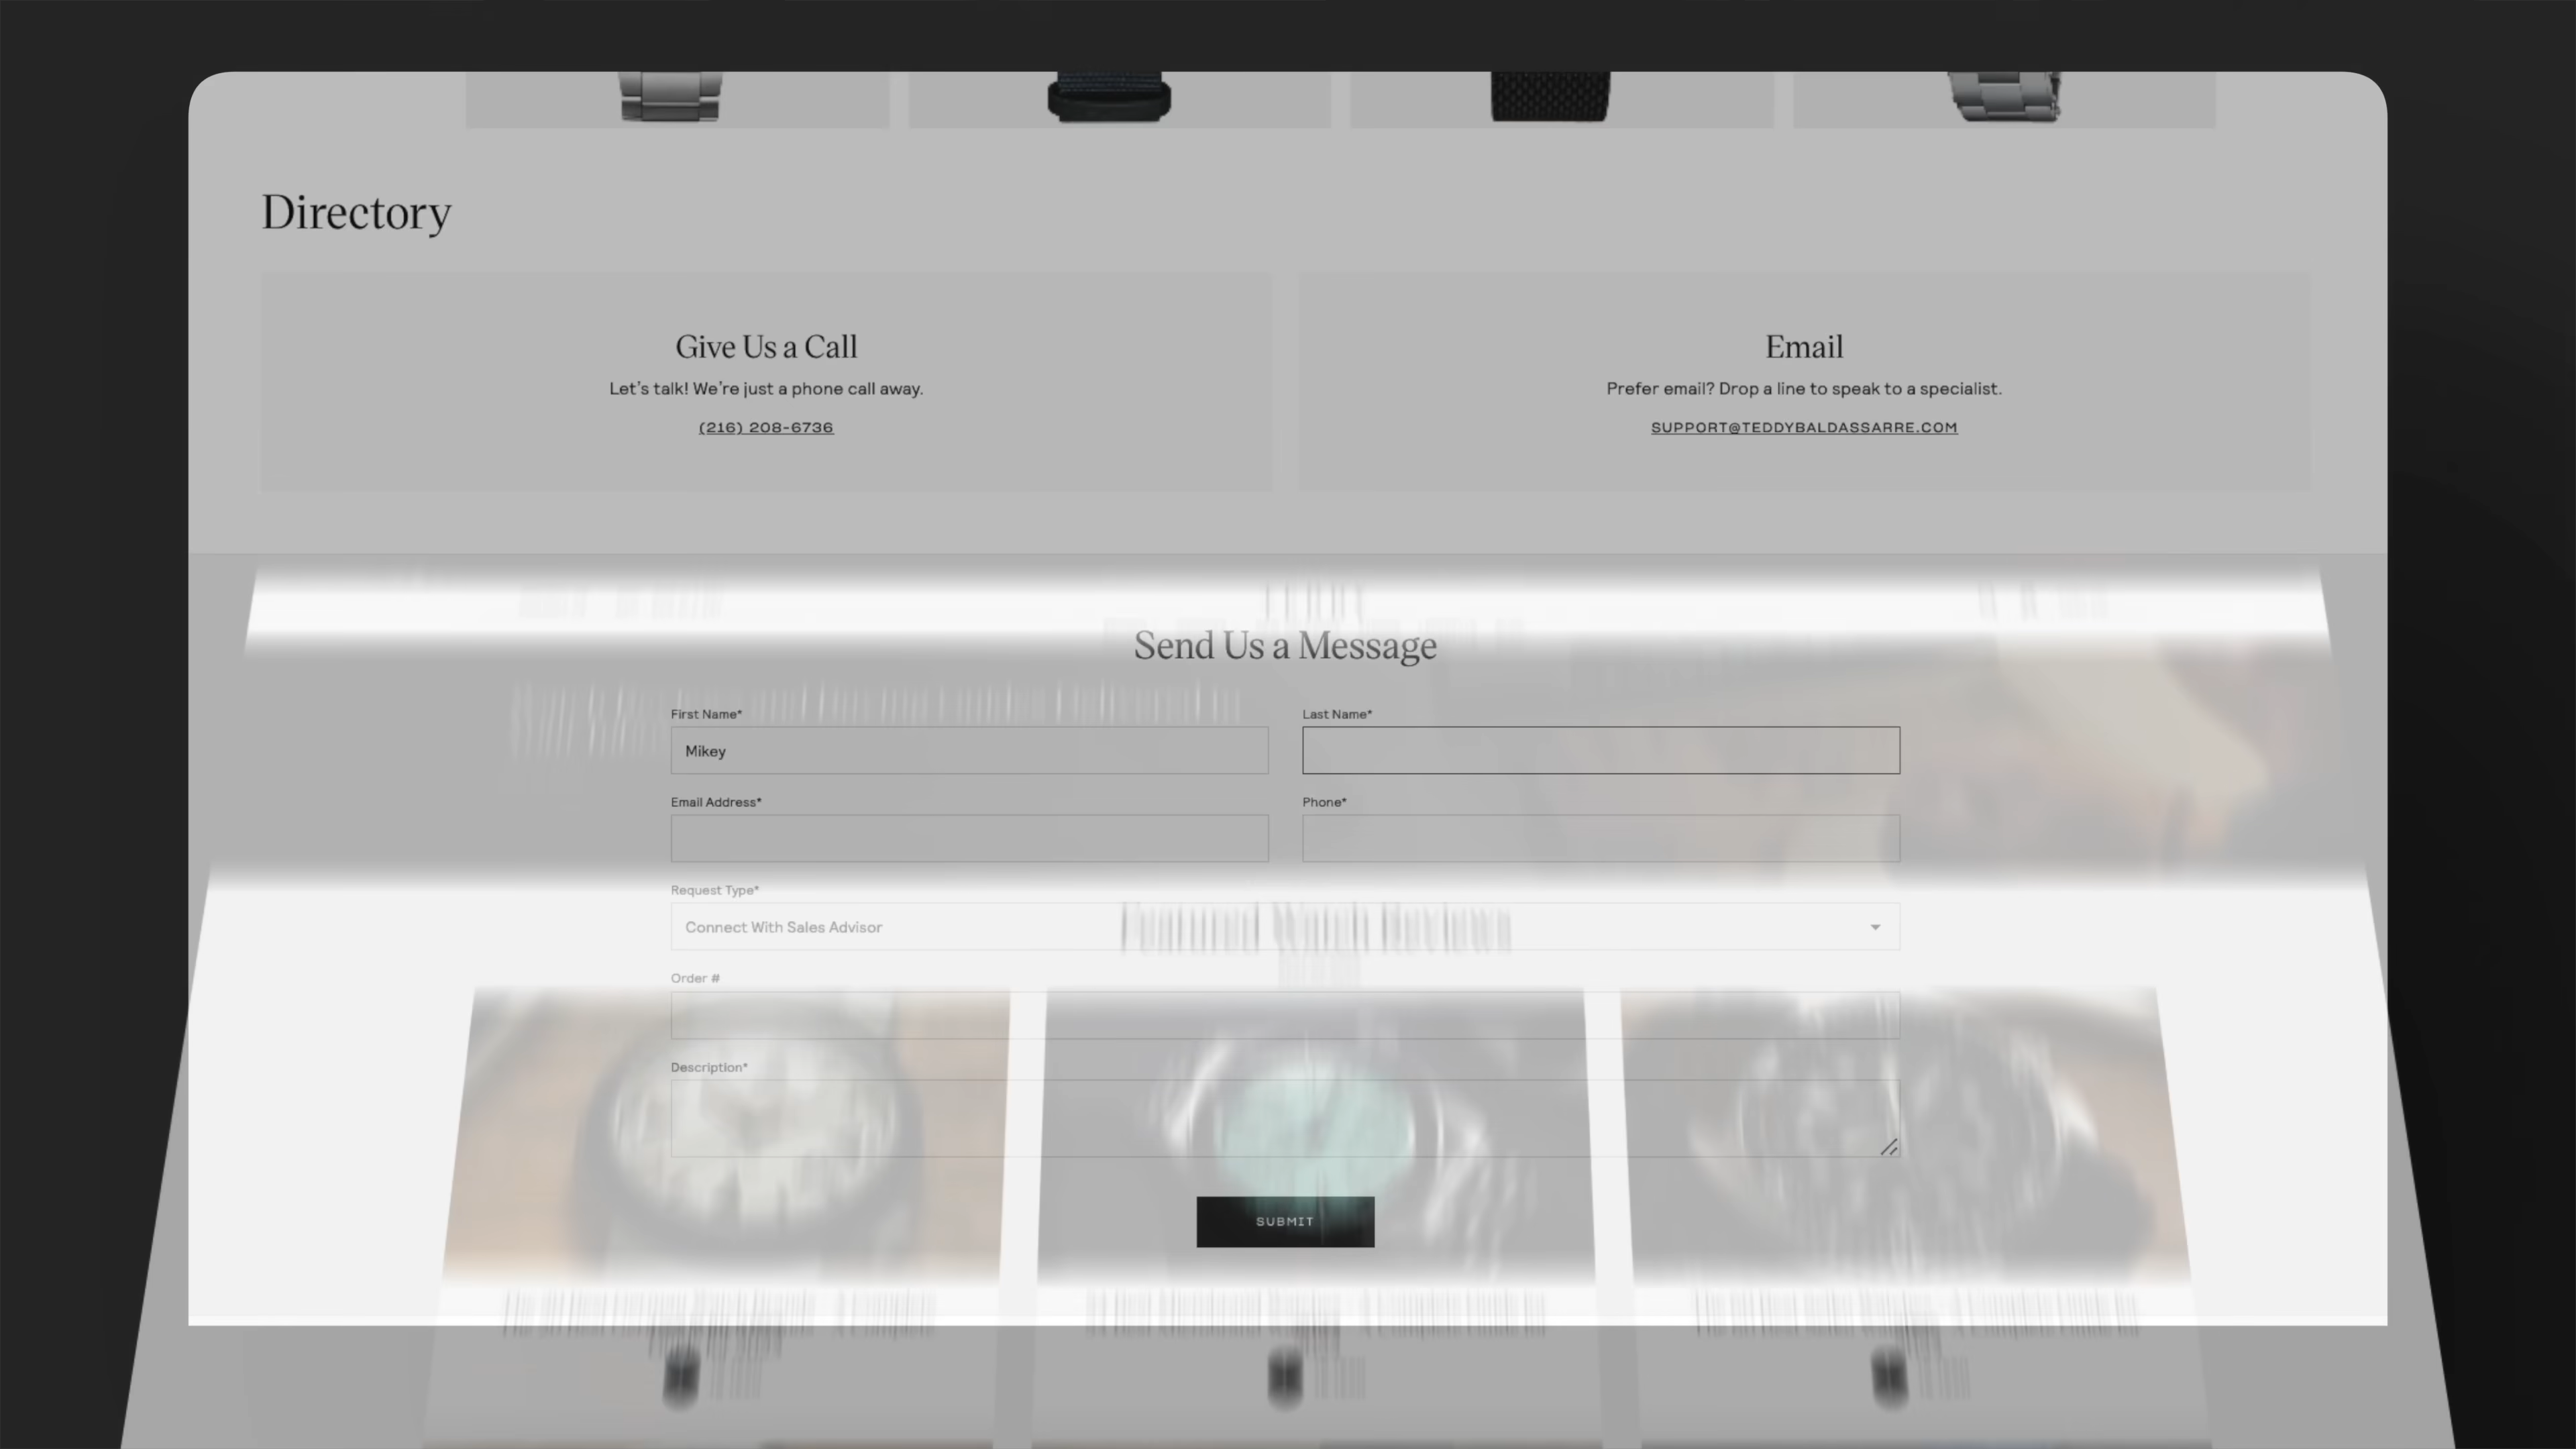 Directory
Give Us a Call
Let's talk! We're just a phone call away.
(216) 208-6736
Email
Prefer email? Drop a line to speak to a specialist.
SUPPORT@TEDDYBALDASSARRE.COM
Send Us a Message
First Name*
Last Name*
Mikey
Email Address*
Phone*
Request Type*
Connect With Sales Advisor
Order #
Description*
SUBMIT